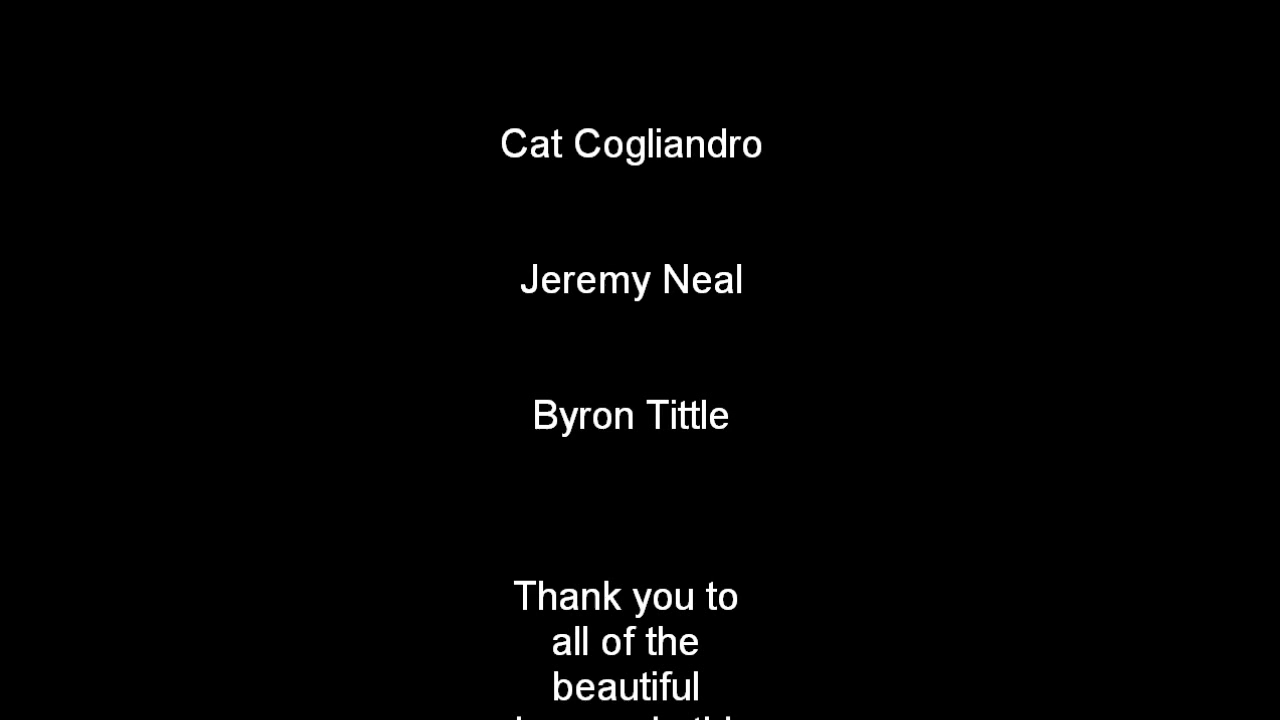 Cat Cogliandro
Jeremy Neal
Byron Tittle
Thank you to
all of the
beautiful